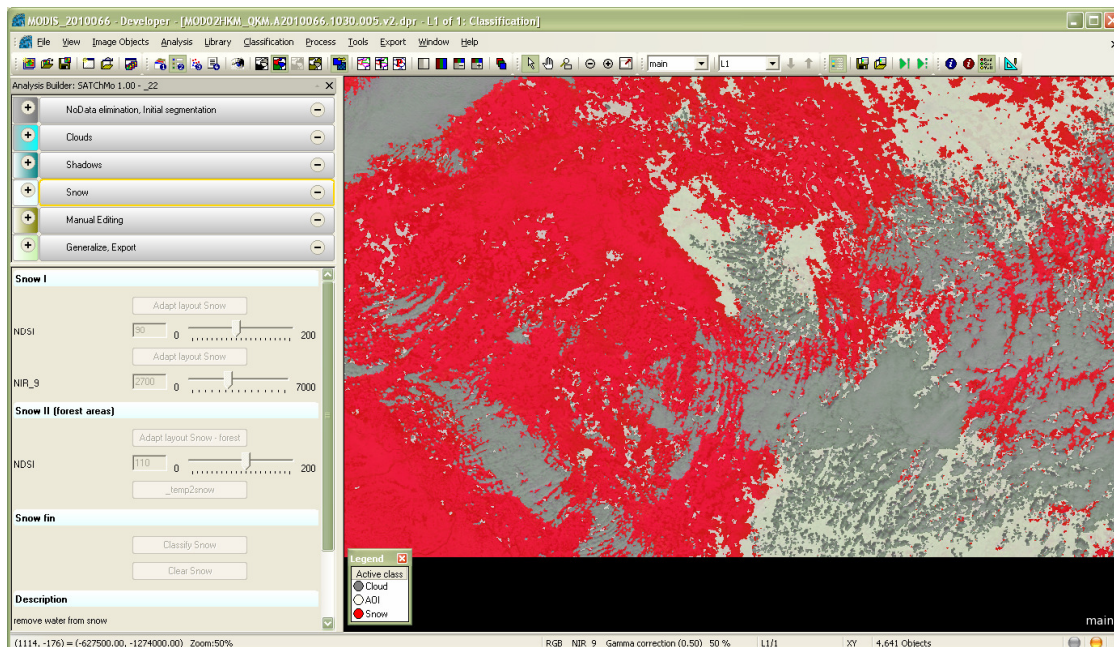 MODIS_2010066 - Developer - [MOD02HKM_QKM.A2010066.1030.005.v2.dpr - L1 of 1: Classification]
File View Image Objects Analysis Library Classification Process Tools Export Window Help
main L1
Analysis Builder: SATChMo 1.00 - _22
NoData elimination, Initial segmentation
Clouds
Shadows
Snow
Manual Editing
Generalize, Export
Snow I
Adapt layout Snow
NDSI 90 0 200
Adapt layout Snow
NIR_9 2700 0 7000
Snow II (forest areas)
Adapt layout Snow - forest
NDSI 110 0 200
_temp2snow
Snow fin
Classify Snow
Clear Snow
Description
remove water from snow
Legend
Active class
Cloud
AOI
Snow
main
(1114, -176) = (-627500.00, -1274000.00) Zoom:50% RGB NIR_9 Gamma correction (0.50) 50 % L1/1 XY 4,641 Objects